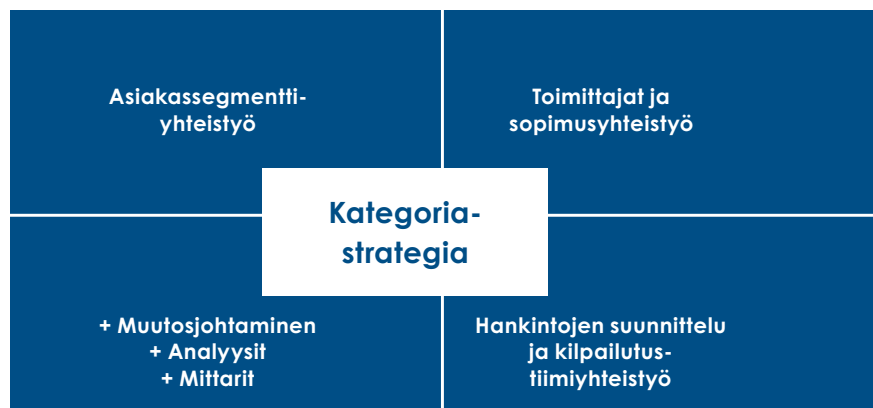 Asiakassegmentti-
yhteistyö
Toimittajat ja
sopimusyhteistyö
Kategoria-
strategia
+ Muutosjohtaminen
+ Analyysit
+ Mittarit
Hankintojen suunnittelu
ja kilpailutus-
tiimiyhteistyö